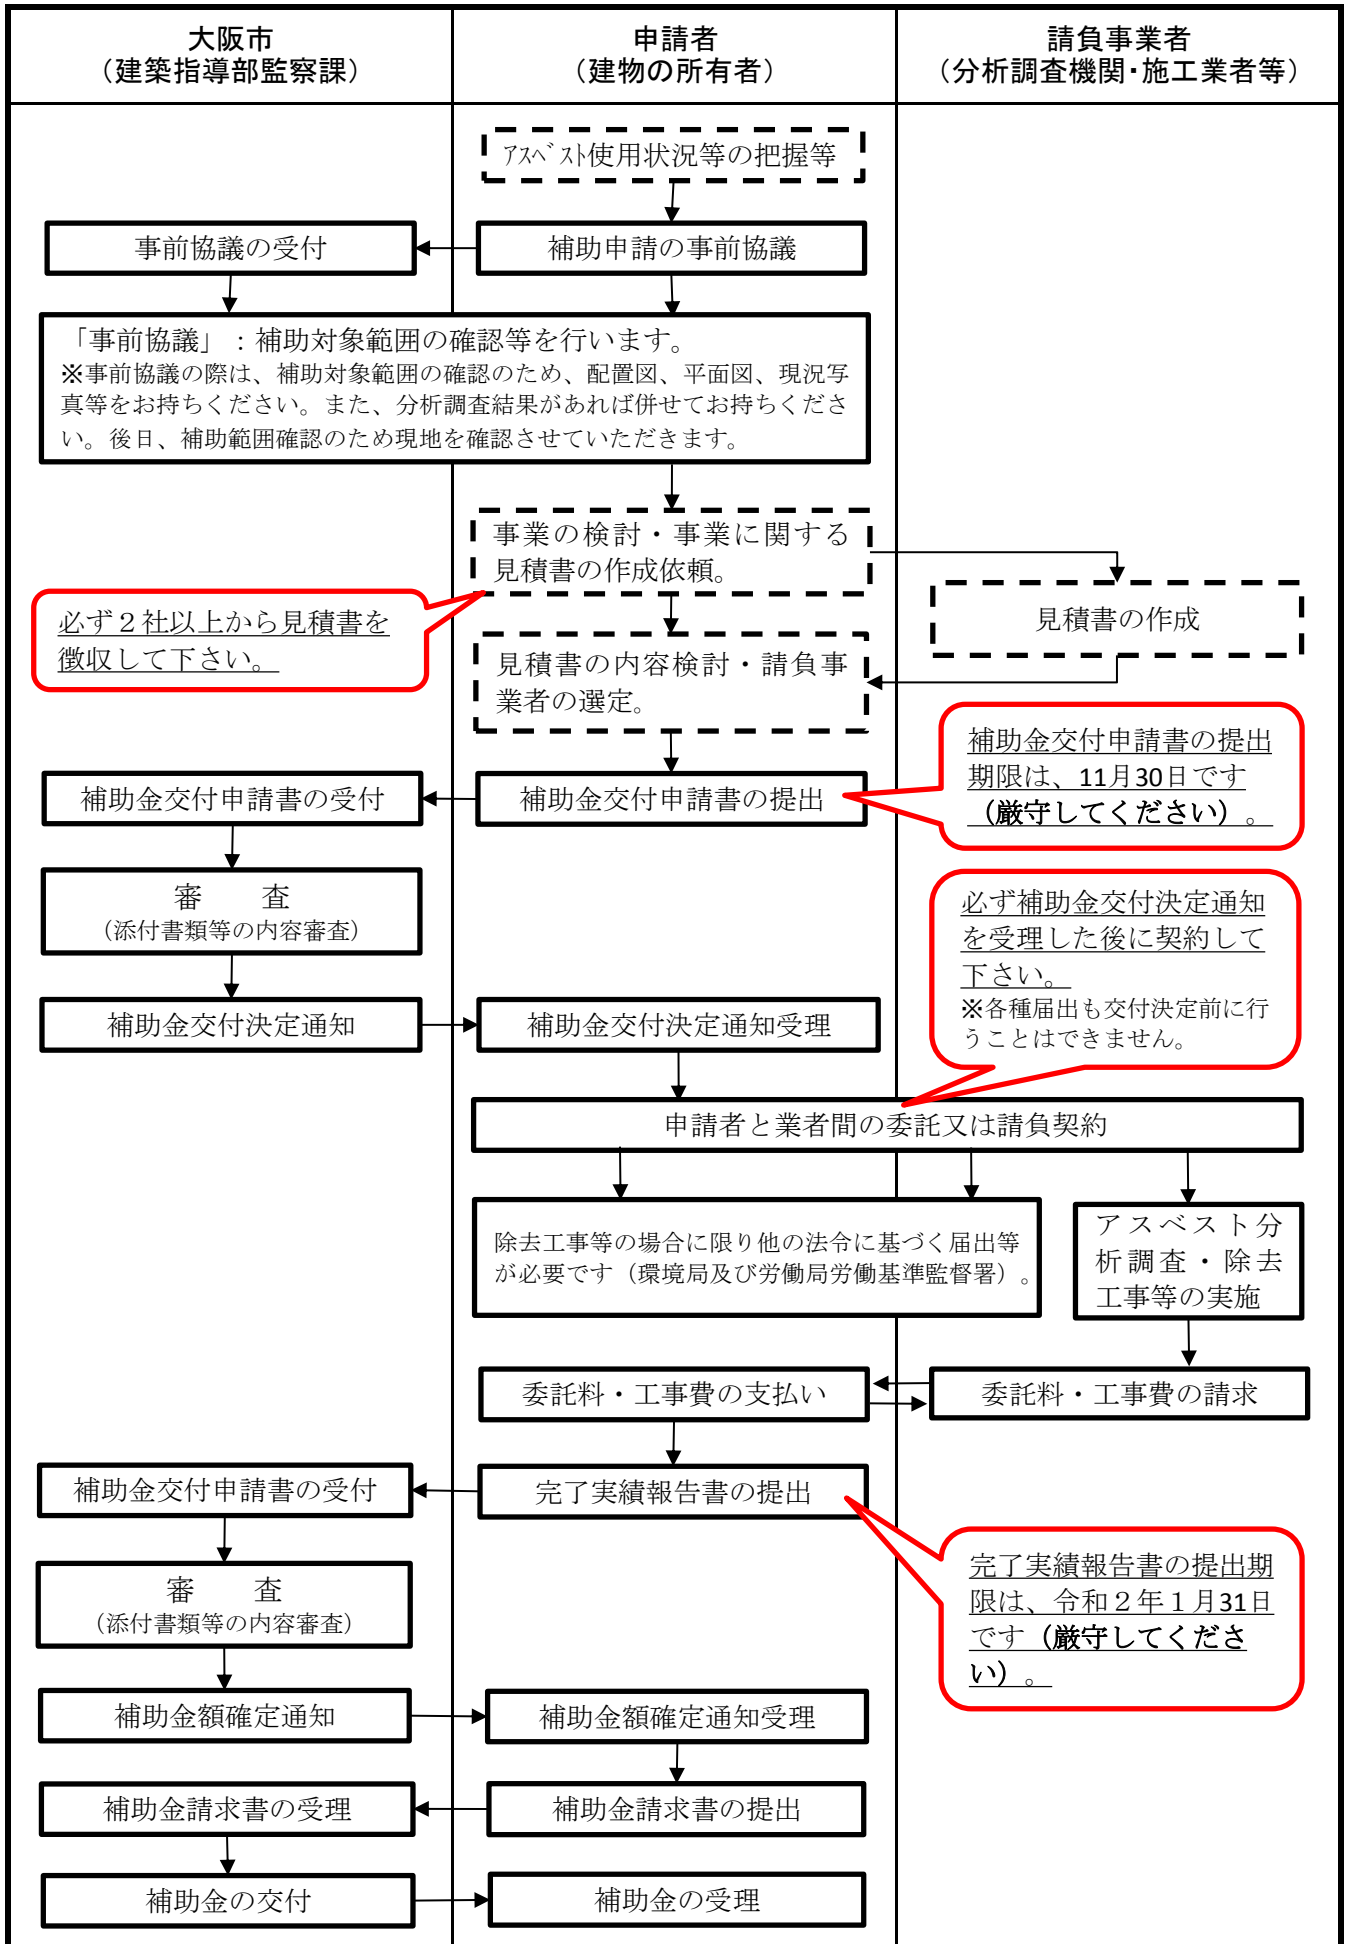 大阪市
（建築指導部監察課）
申請者
（建物の所有者）
請負事業者
（分析調査機関・施工業者等）
ｱｽﾍﾞｽﾄ使用状況等の把握等
事前協議の受付
補助申請の事前協議
「事前協議」：補助対象範囲の確認等を行います。
※事前協議の際は、補助対象範囲の確認のため、配置図、平面図、現況写
真等をお持ちください。また、分析調査結果があれば併せてお持ちくださ
い。後日、補助範囲確認のため現地を確認させていただきます。
事業の検討・事業に関する
見積書の作成依頼。
必ず２社以上から見積書を
徴収して下さい。
見積書の作成
見積書の内容検討・請負事
業者の選定。
補助金交付申請書の提出
期限は、11月30日です
（厳守してください）。
補助金交付申請書の受付
補助金交付申請書の提出
審　　査
（添付書類等の内容審査）
必ず補助金交付決定通知
を受理した後に契約して
下さい。
※各種届出も交付決定前に行
うことはできません。
補助金交付決定通知
補助金交付決定通知受理
申請者と業者間の委託又は請負契約
除去工事等の場合に限り他の法令に基づく届出等
が必要です（環境局及び労働局労働基準監督署）。
アスベスト分
析調査・除去
工事等の実施
委託料・工事費の支払い
委託料・工事費の請求
補助金交付申請書の受付
完了実績報告書の提出
審　　査
（添付書類等の内容審査）
完了実績報告書の提出期
限は、令和２年１月31日
です（厳守してくださ
い）。
補助金額確定通知
補助金額確定通知受理
補助金請求書の受理
補助金請求書の提出
補助金の交付
補助金の受理